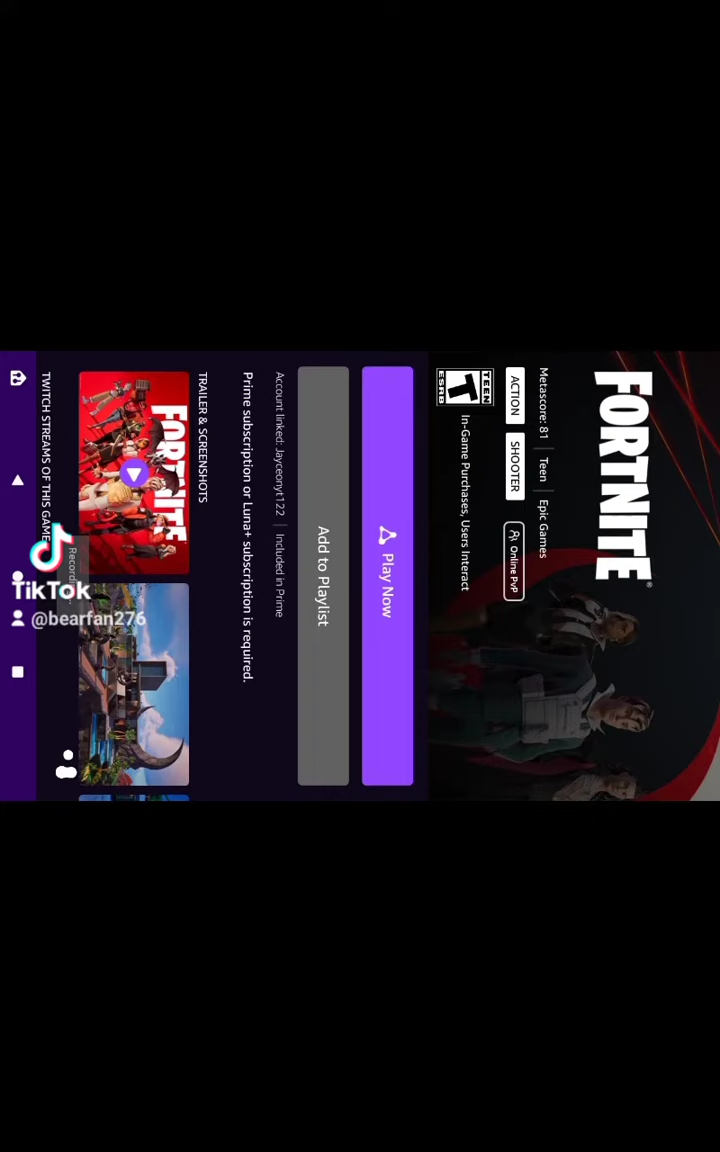 FORTNITE®
Metascore: 81 | Teen | Epic Games
ACTION SHOOTER Online PvP
TEEN
T
ESRB
In-Game Purchases, Users Interact
Play Now
Add to Playlist
Account linked: Jayceonyt122 | Included in Prime
Prime subscription or Luna+ subscription is required.
TRAILER & SCREENSHOTS
FORTNITE
TWITCH STREAMS OF THIS GAME
TikTok
@bearfan276